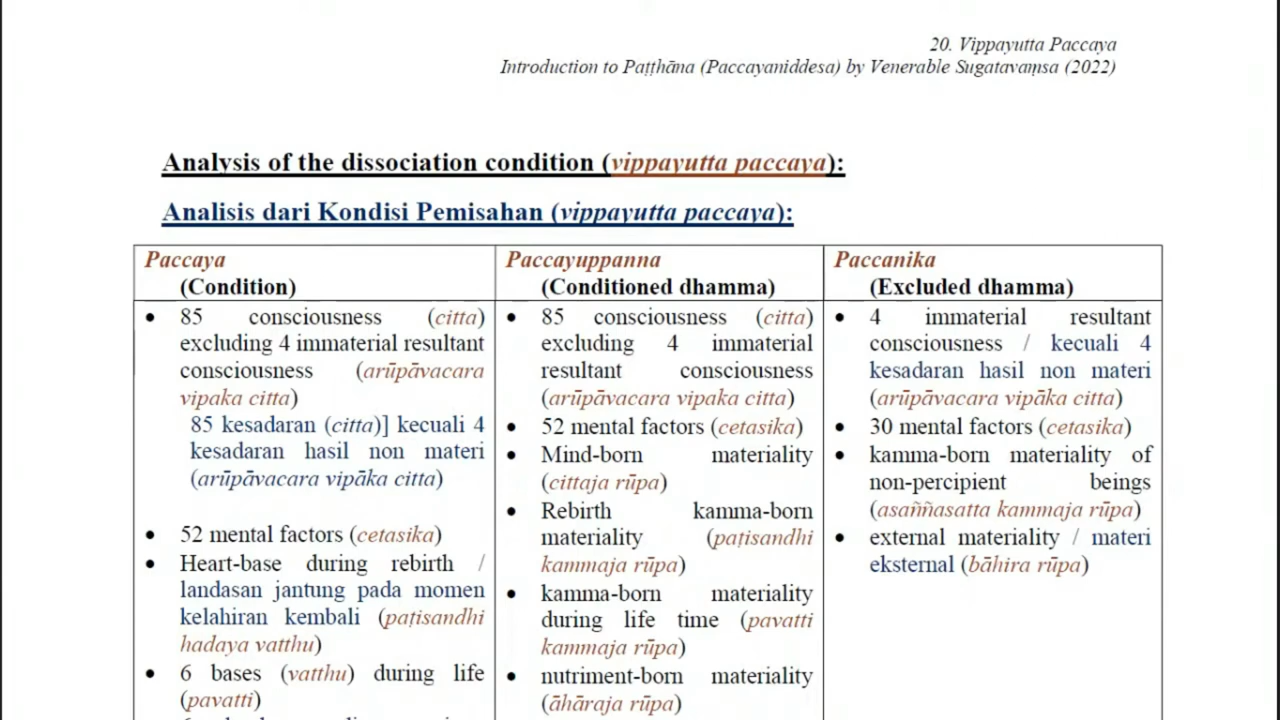 20. Vippayutta Paccaya
Introduction to Paṭṭhāna (Paccayaniddesa) by Venerable Sugatavaṃsa (2022)
Analysis of the dissociation condition (vippayutta paccaya):
Analisis dari Kondisi Pemisahan (vippayutta paccaya):
Paccaya
(Condition)
• 85 consciousness (citta)
excluding 4 immaterial resultant
consciousness (arūpāvacara
vipaka citta)
85 kesadaran (citta)] kecuali 4
kesadaran hasil non materi
(arūpāvacara vipāka citta)
• 52 mental factors (cetasika)
• Heart-base during rebirth /
landasan jantung pada momen
kelahiran kembali (paṭisandhi
hadaya vatthu)
• 6 bases (vatthu) during life
(pavatti)
Paccayuppanna
(Conditioned dhamma)
• 85 consciousness (citta)
excluding 4 immaterial
resultant consciousness
(arūpāvacara vipaka citta)
• 52 mental factors (cetasika)
• Mind-born materiality
(cittaja rūpa)
• Rebirth kamma-born
materiality (paṭisandhi
kammaja rūpa)
• kamma-born materiality
during life time (pavatti
kammaja rūpa)
• nutriment-born materiality
(āhāraja rūpa)
Paccanika
(Excluded dhamma)
• 4 immaterial resultant
consciousness / kecuali 4
kesadaran hasil non materi
(arūpāvacara vipāka citta)
• 30 mental factors (cetasika)
• kamma-born materiality of
non-percipient beings
(asaññasatta kammaja rūpa)
• external materiality / materi
eksternal (bāhira rūpa)